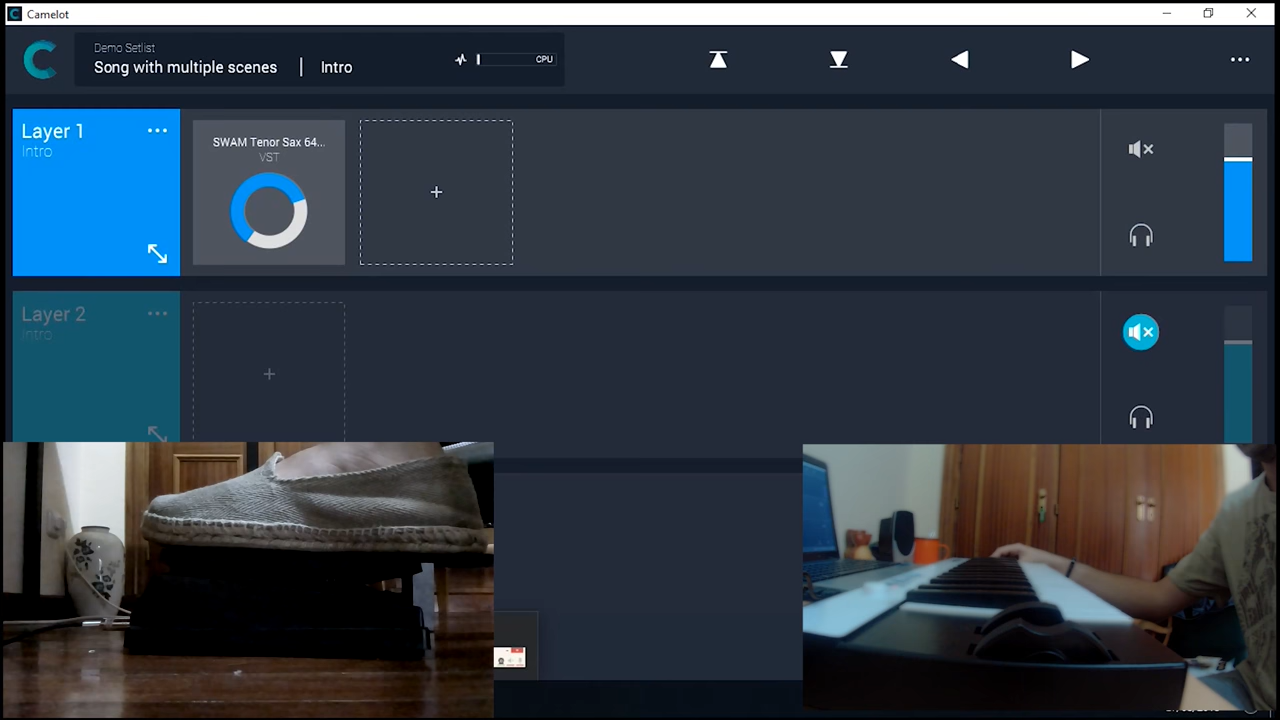 Camelot
Demo Setlist
Song with multiple scenes | Intro
CPU
Layer 1
Intro
SWAM Tenor Sax 64...
VST
Layer 2
Intro